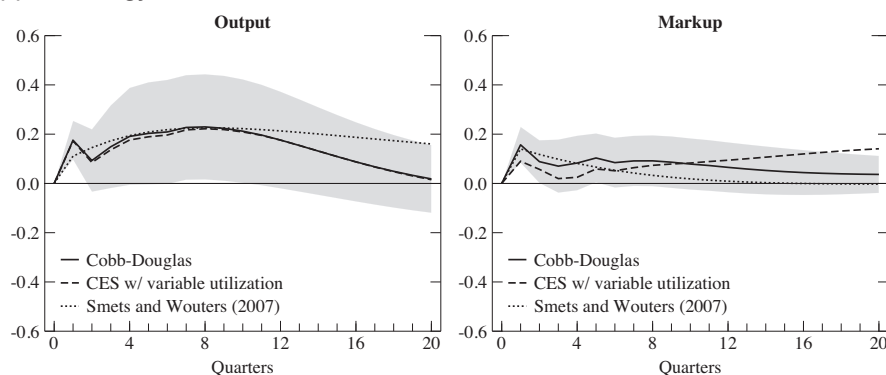 Output
0.6
0.4
0.2
0.0
-0.2
-0.4
-0.6
Cobb-Douglas
CES w/ variable utilization
Smets and Wouters (2007)
0 4 8 12 16 20
Quarters
Markup
0.6
0.4
0.2
0.0
-0.2
-0.4
-0.6
Cobb-Douglas
CES w/ variable utilization
Smets and Wouters (2007)
0 4 8 12 16 20
Quarters